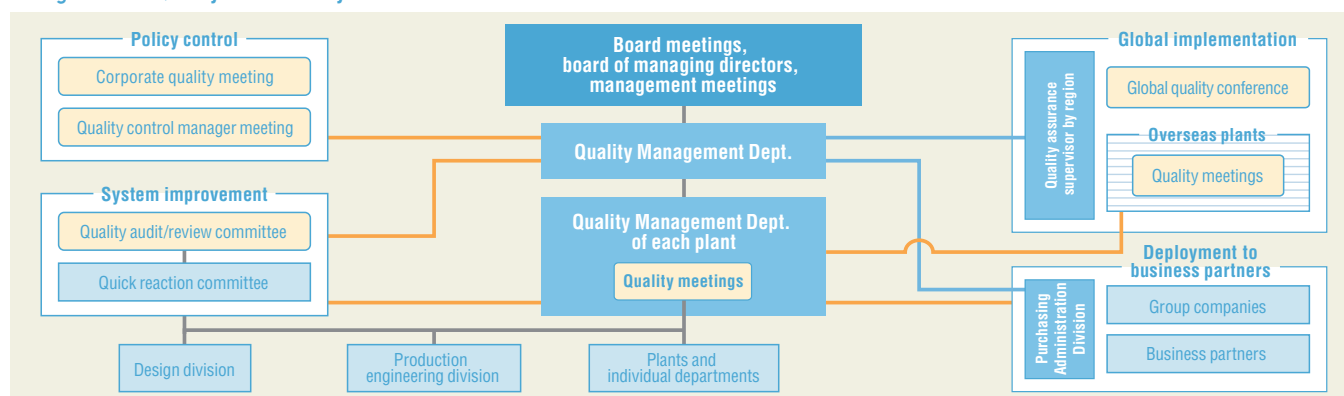 Policy control
Corporate quality meeting
Quality control manager meeting
System improvement
Quality audit/review committee
Quick reaction committee
Board meetings,
board of managing directors,
management meetings
Quality Management Dept.
Quality Management Dept.
of each plant
Quality meetings
Design division
Production
engineering division
Plants and
individual departments
Global implementation
Quality assurance
supervisor by region
Global quality conference
Overseas plants
Quality meetings
Deployment to
business partners
Purchasing
Administration
Division
Group companies
Business partners